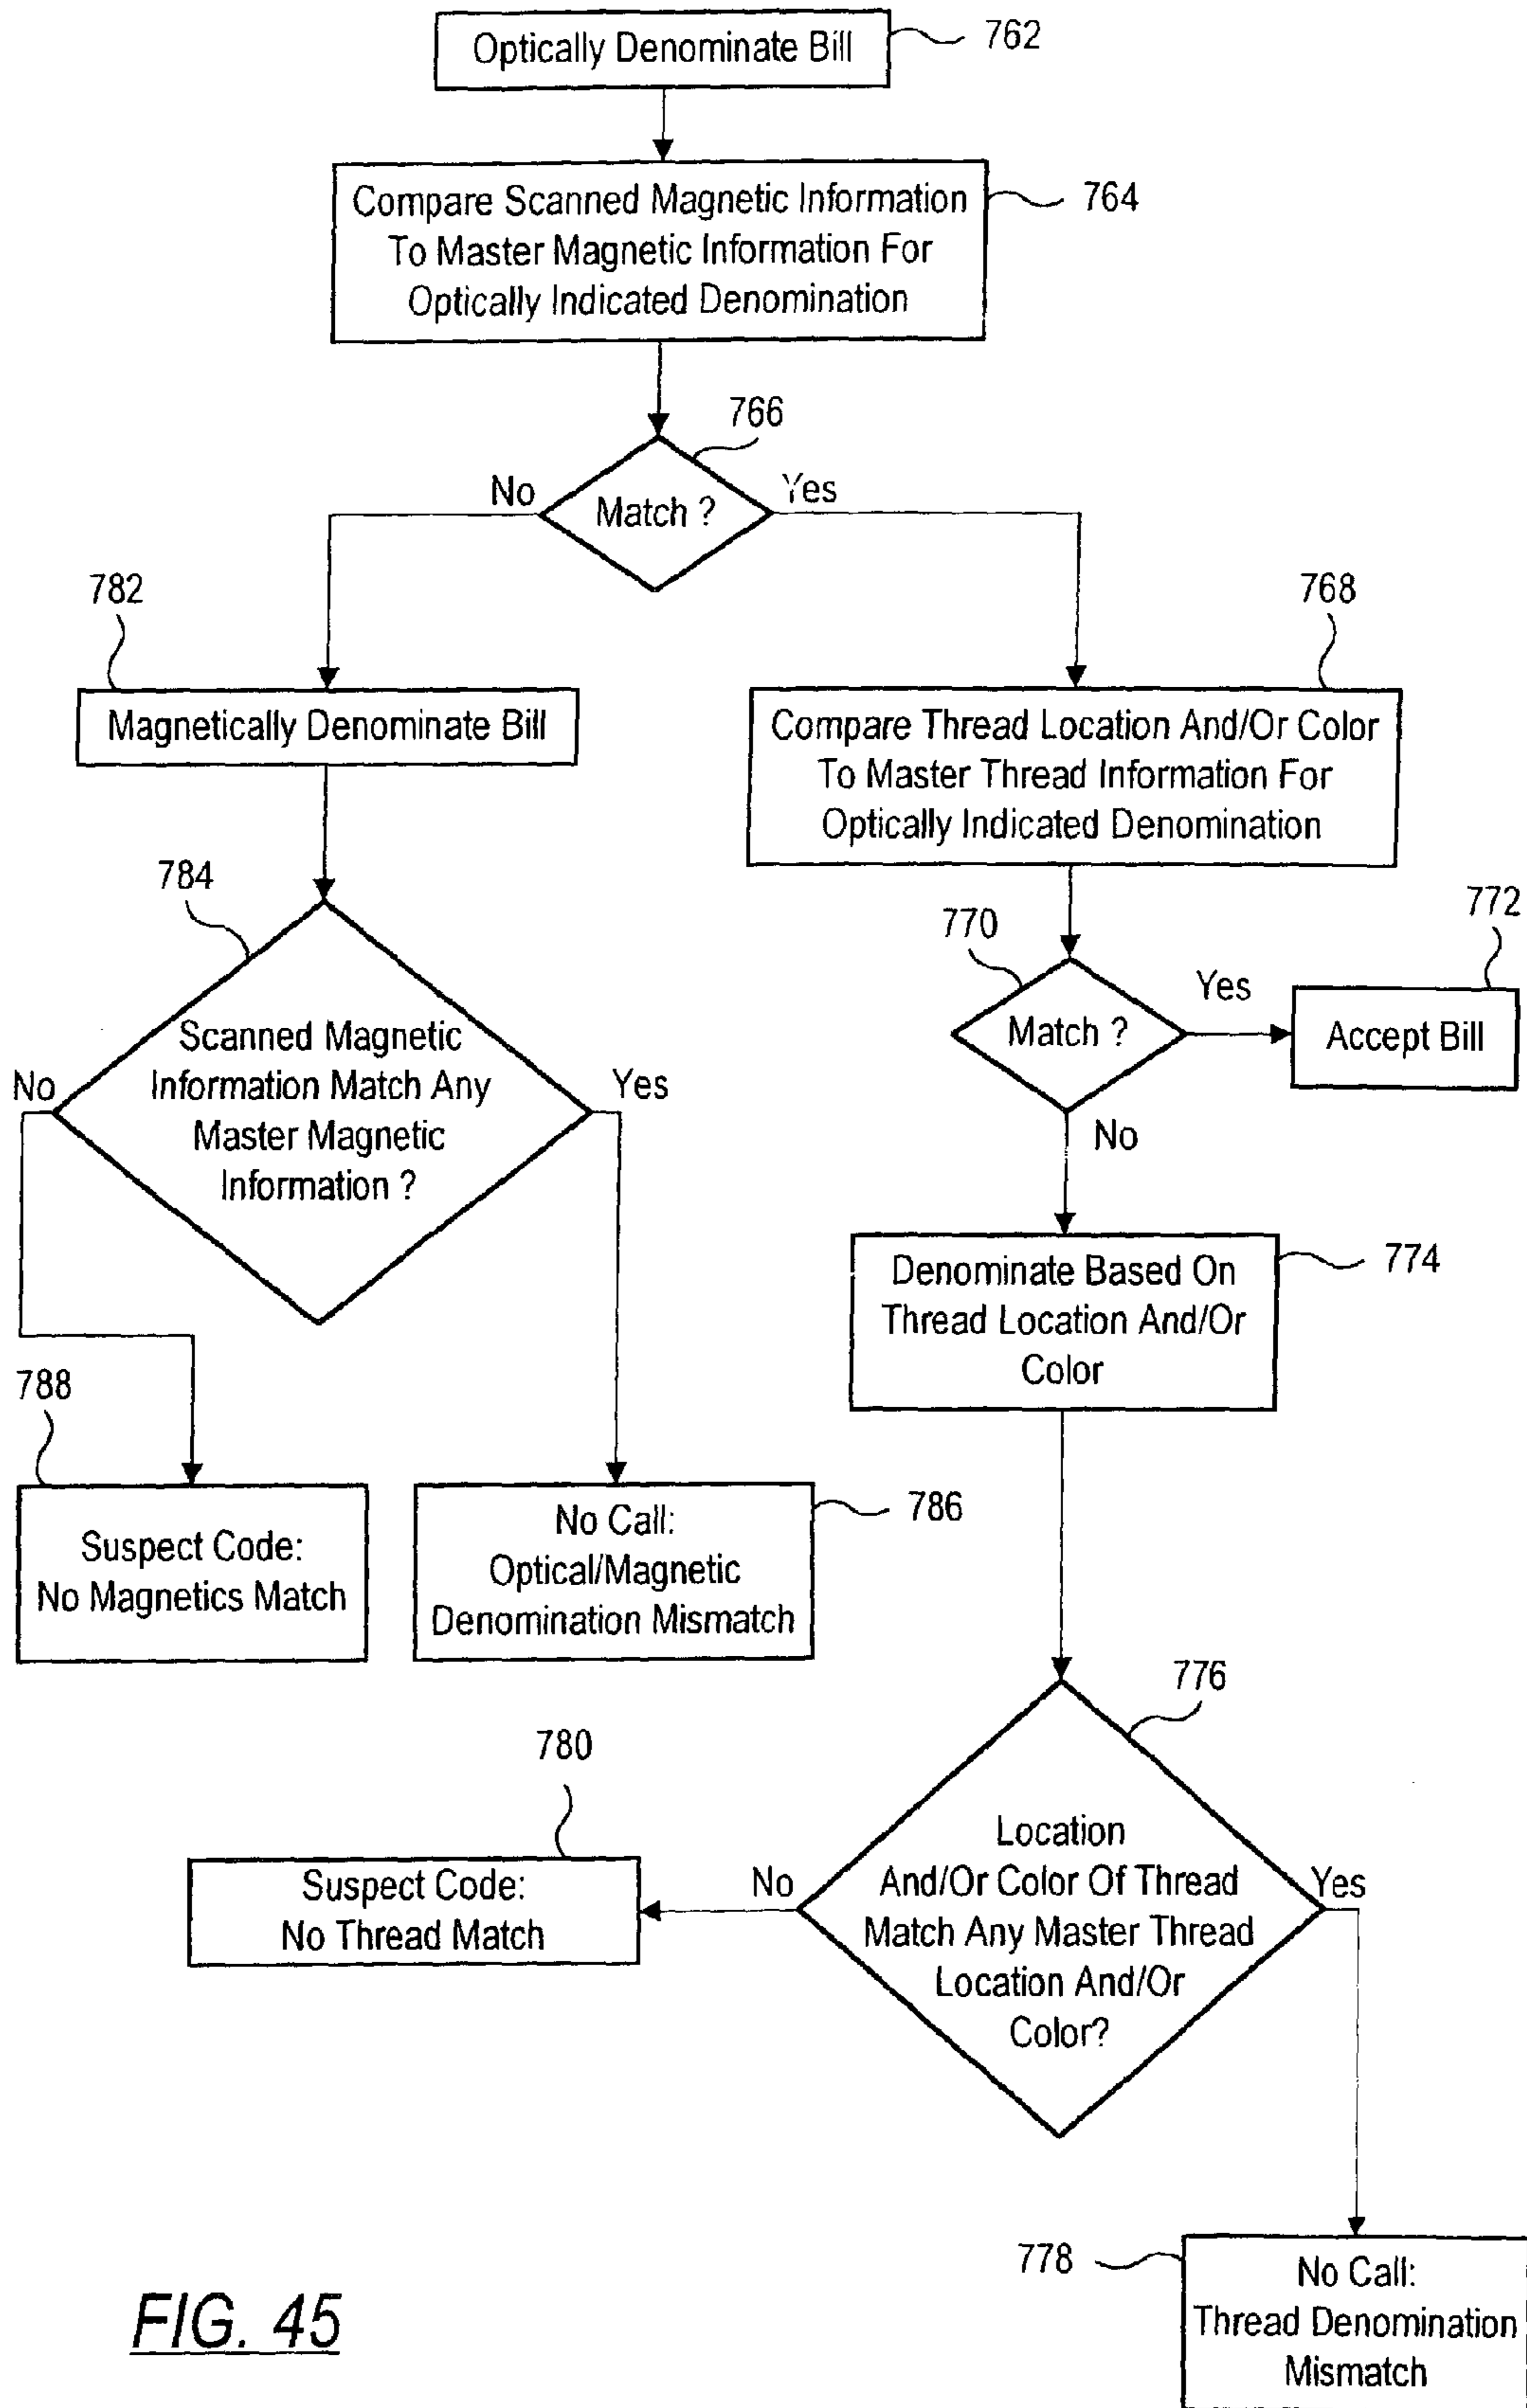 Optically Denominate Bill
762
Compare Scanned Magnetic Information
To Master Magnetic Information For
Optically Indicated Denomination
764
766
No
Match ?
Yes
782
768
Magnetically Denominate Bill
Compare Thread Location And/Or Color
To Master Thread Information For
Optically Indicated Denomination
784
770
772
Match ?
Yes
Accept Bill
No
Scanned Magnetic
Information Match Any
Master Magnetic
Information ?
No
Yes
Denominate Based On
Thread Location And/Or
Color
774
788
Suspect Code:
No Magnetics Match
No Call:
Optical/Magnetic
Denomination Mismatch
786
776
780
Suspect Code:
No Thread Match
No
Location
And/Or Color Of Thread
Match Any Master Thread
Location And/Or
Color?
Yes
778
No Call:
Thread Denomination
Mismatch
FIG. 45